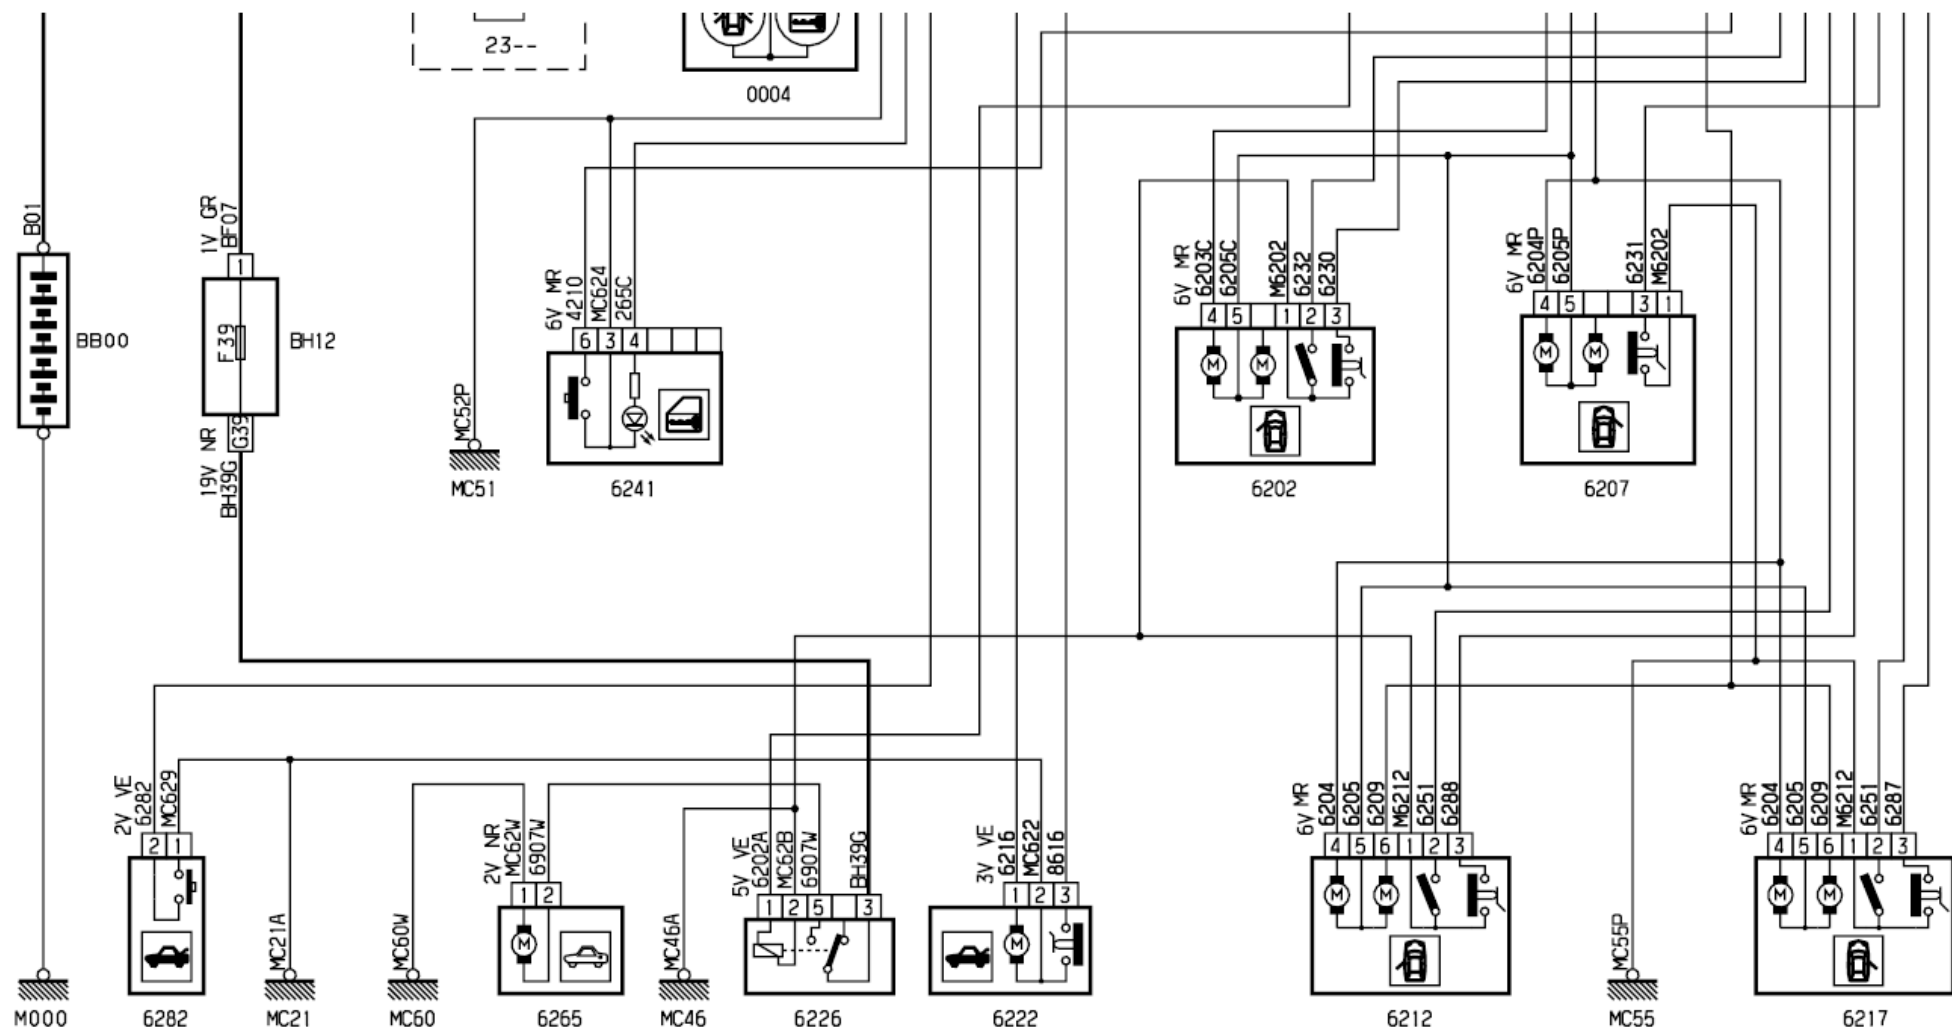 23--
0004
B01
1V GR
BF07
1
F39
BB00
BH12
G39
19V NR
BH39G
6V MR
4210
MC624
265C
6 3 4
MC52P
MC51
6241
6V MR
6203C
6205C
M6202
6232
6230
4 5 1 2 3
M M
6202
6V MR
6204P
6205P
6231
M6202
4 5 3 1
M M
6207
2V VE
6282
MC629
2 1
MC21A
MC60W
2V NR
MC62W
6907W
1 2
M
MC46A
5V VE
6202A
MC62B
6907W
BH39G
1 2 5 3
3V VE
6216
MC622
8616
1 2 3
M
6V MR
6204
6205
6209
M6212
6251
6288
4 5 6 1 2 3
M M
MC55P
6V MR
6204
6205
6209
M6212
6251
6287
4 5 6 1 2 3
M M
M000
6282
MC21
MC60
6265
MC46
6226
6222
6212
MC55
6217